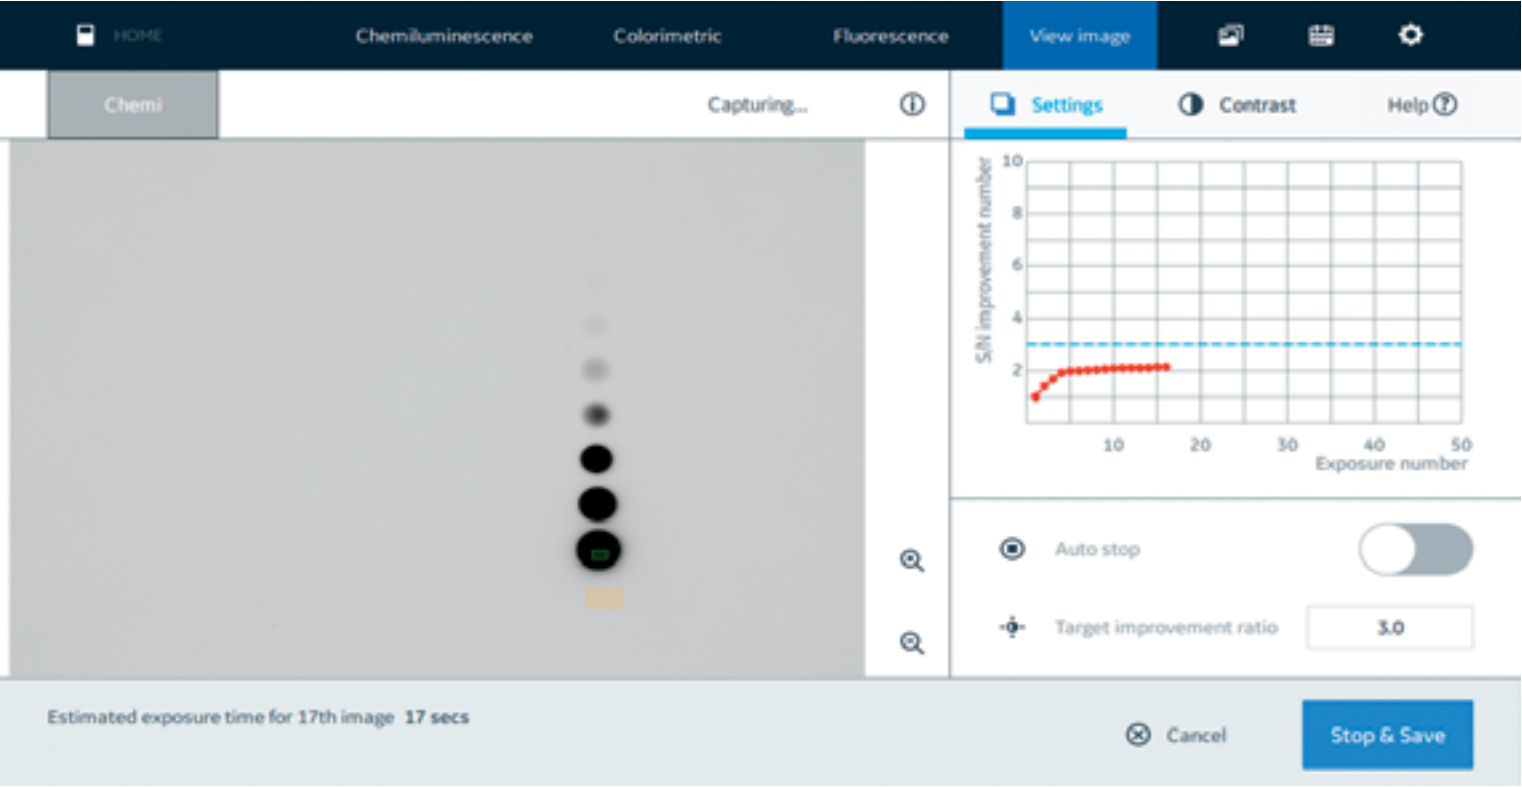 HOME Chemiluminescence Colorimetric Fluorescence View image
Chemi Capturing... Settings Contrast Help
S/N improvement number
10
8
6
4
2
10 20 30 40 50
Exposure number
Auto stop
Target improvement ratio 3.0
Estimated exposure time for 17th image 17 secs
Cancel Stop & Save